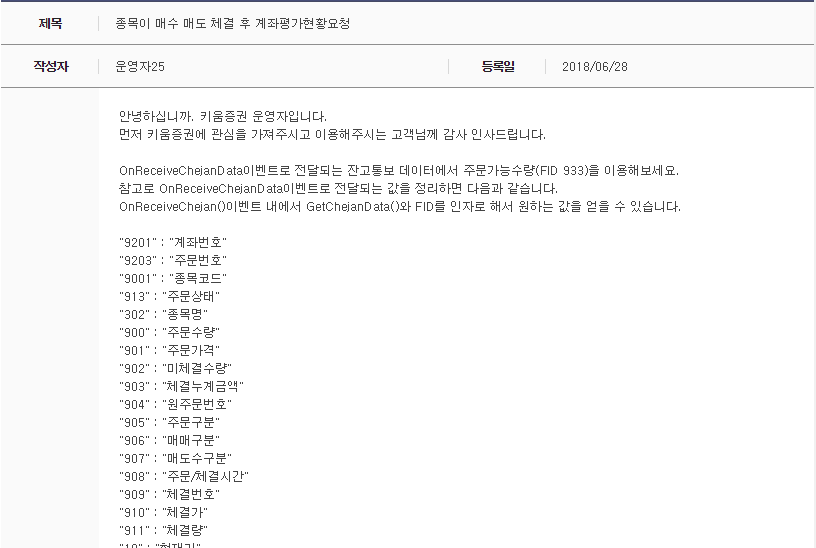 제목 종목이 매수 매도 체결 후 계좌평가현황요청
작성자 운영자25 등록일 2018/06/28
안녕하십니까. 키움증권 운영자입니다.
먼저 키움증권에 관심을 가져주시고 이용해주시는 고객님께 감사 인사드립니다.
OnReceiveChejanData이벤트로 전달되는 잔고통보 데이터에서 주문가능수량(FID 933)을 이용해보세요.
참고로 OnReceiveChejanData이벤트로 전달되는 값을 정리하면 다음과 같습니다.
OnReceiveChejan()이벤트 내에서 GetChejanData()와 FID를 인자로 해서 원하는 값을 얻을 수 있습니다.
"9201" : "계좌번호"
"9203" : "주문번호"
"9001" : "종목코드"
"913" : "주문상태"
"302" : "종목명"
"900" : "주문수량"
"901" : "주문가격"
"902" : "미체결수량"
"903" : "체결누계금액"
"904" : "원주문번호"
"905" : "주문구분"
"906" : "매매구분"
"907" : "매도수구분"
"908" : "주문/체결시간"
"909" : "체결번호"
"910" : "체결가"
"911" : "체결량"
"10" : "현재가"